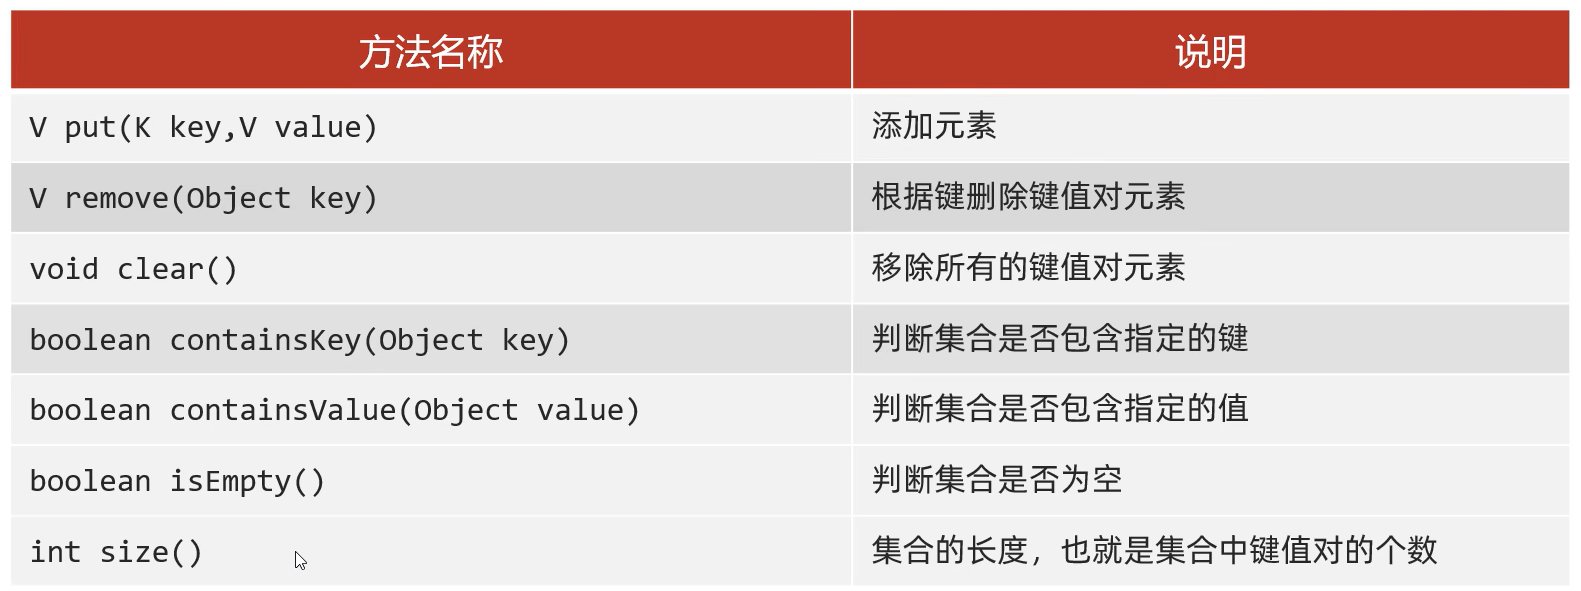 方法名称 说明
V put(K key,V value) 添加元素
V remove(Object key) 根据键删除键值对元素
void clear() 移除所有的键值对元素
boolean containsKey(Object key) 判断集合是否包含指定的键
boolean containsValue(Object value) 判断集合是否包含指定的值
boolean isEmpty() 判断集合是否为空
int size() 集合的长度，也就是集合中键值对的个数